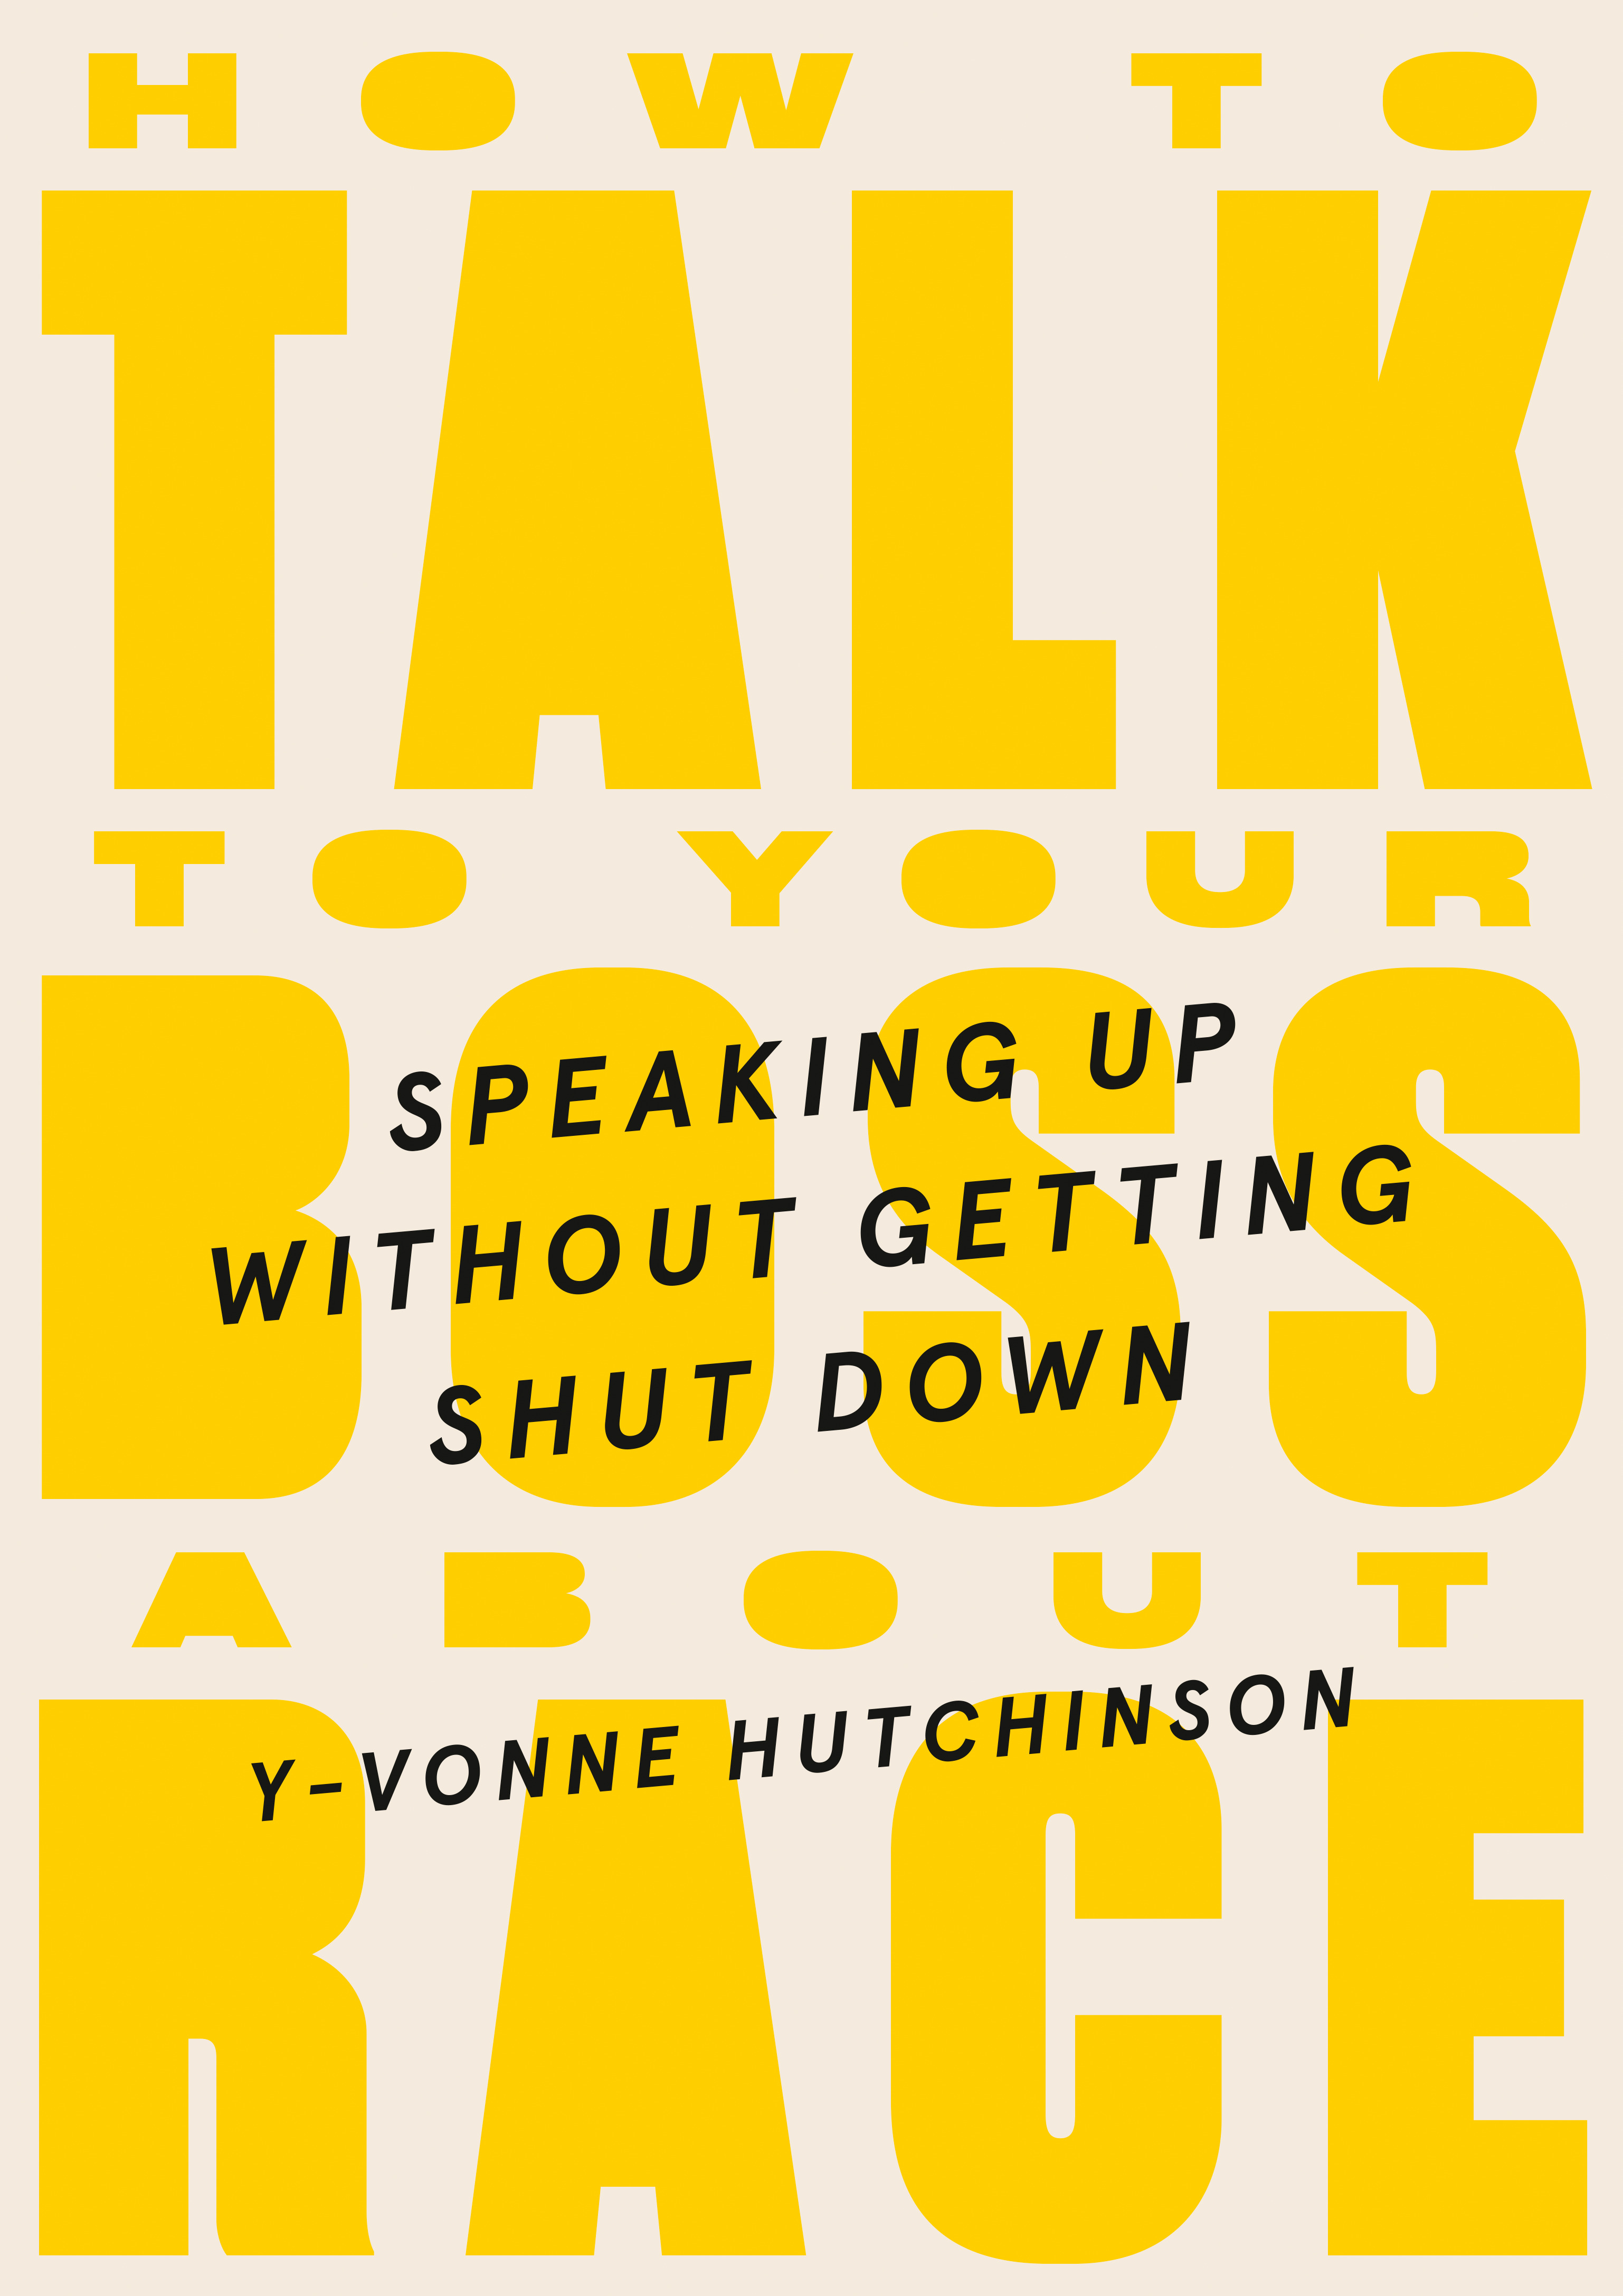 HOW TO
TALK
TO YOUR
BOSS
SPEAKING UP
WITHOUT GETTING
SHUT DOWN
ABOUT
RACE
Y-VONNE HUTCHINSON